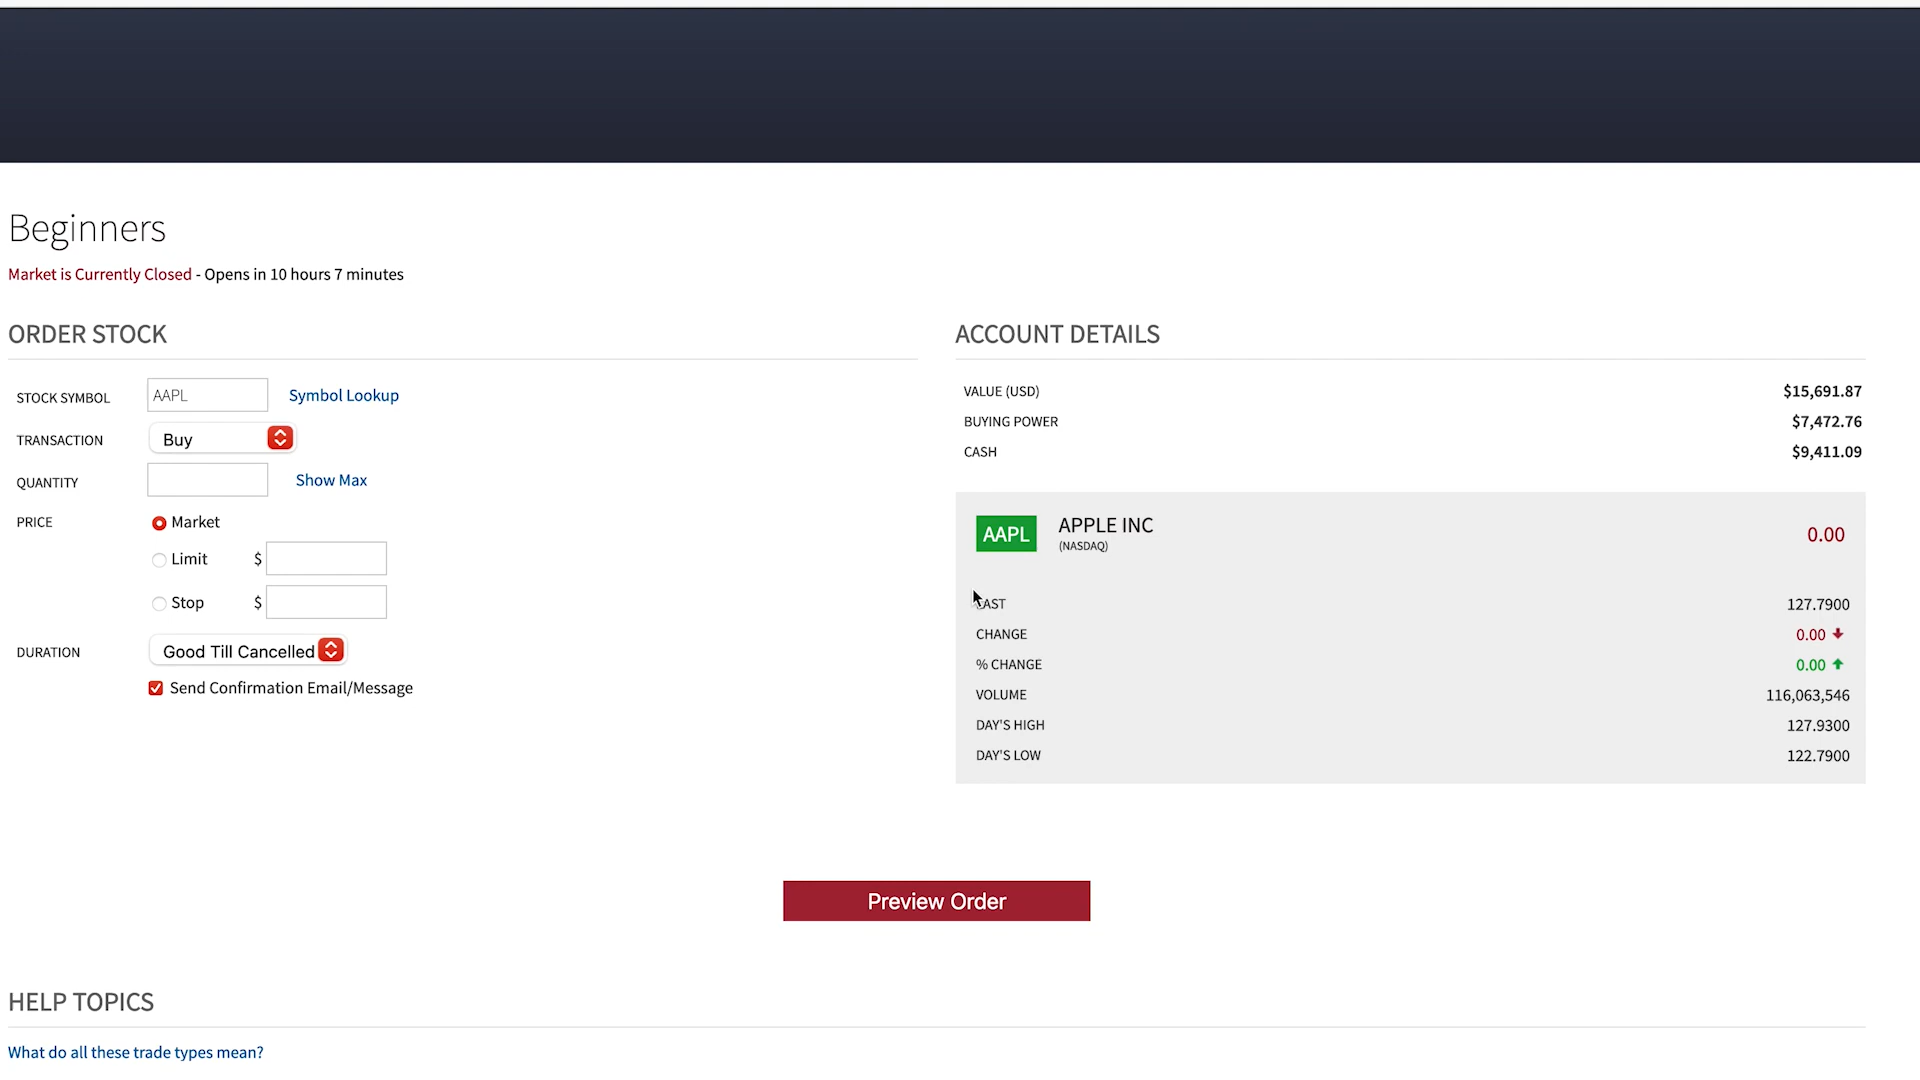 Beginners
Market is Currently Closed - Opens in 10 hours 7 minutes
ORDER STOCK
STOCK SYMBOL AAPL Symbol Lookup
TRANSACTION Buy
QUANTITY Show Max
PRICE Market
Limit $
Stop $
DURATION Good Till Cancelled
Send Confirmation Email/Message
ACCOUNT DETAILS
VALUE (USD) $15,691.87
BUYING POWER $7,472.76
CASH $9,411.09
AAPL APPLE INC 0.00
(NASDAQ)
LAST 127.7900
CHANGE 0.00
% CHANGE 0.00
VOLUME 116,063,546
DAY'S HIGH 127.9300
DAY'S LOW 122.7900
Preview Order
HELP TOPICS
What do all these trade types mean?